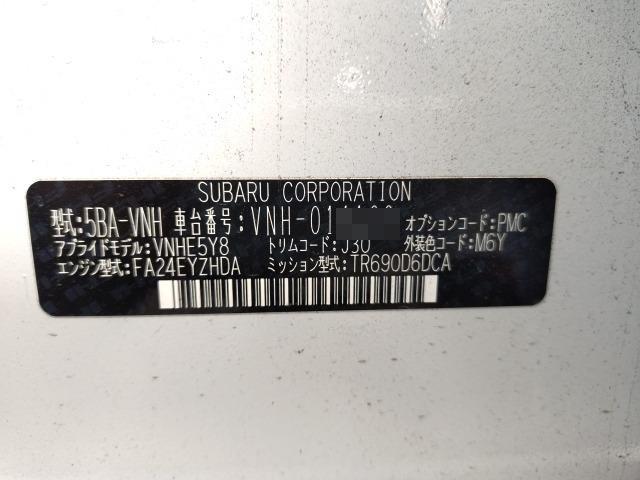 SUBARU CORPORATION
型式:5BA-VNH 車台番号:VNH-01 オプションコード:PMC
アプライドモデル:VNHE5Y8 トリムコード:J30 外装色コード:M6Y
エンジン型式:FA24EYZHDA ミッション型式:TR690D6DCA